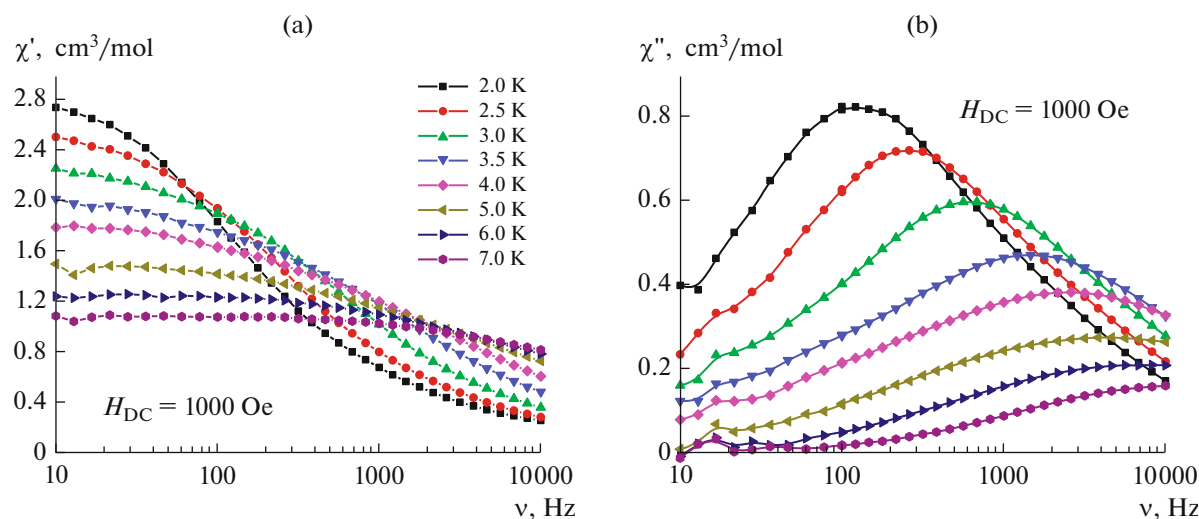 (a)
χ', cm³/mol
2.8
2.4
2.0
1.6
1.2
0.8
0.4
0
10 100 1000 10000
ν, Hz
2.0 K
2.5 K
3.0 K
3.5 K
4.0 K
5.0 K
6.0 K
7.0 K
H_DC = 1000 Oe
(b)
χ'', cm³/mol
0.8
0.6
0.4
0.2
0
10 100 1000 10000
ν, Hz
H_DC = 1000 Oe